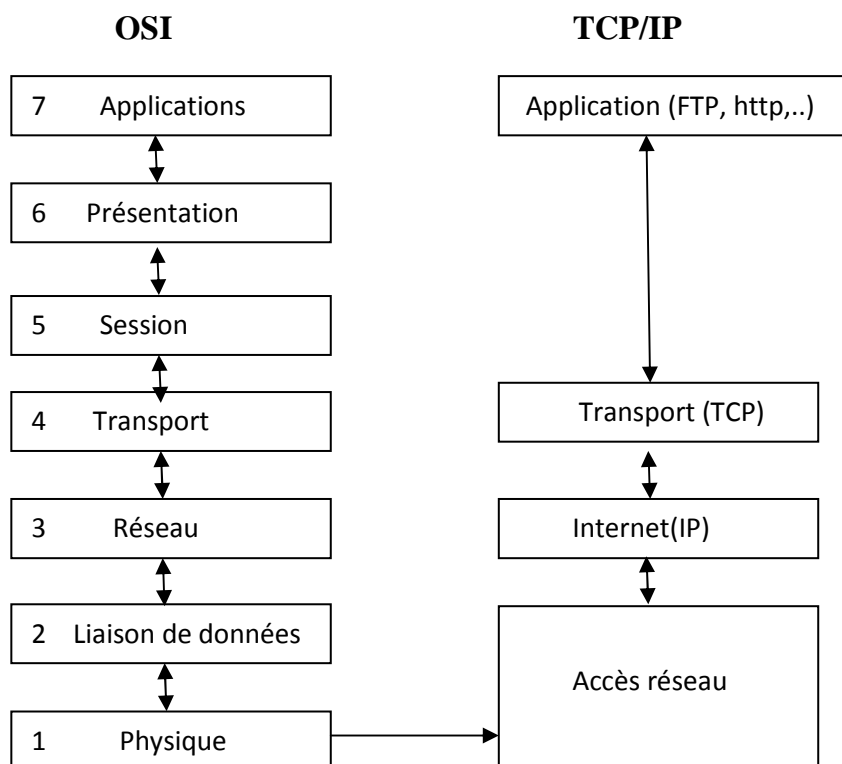 OSI
TCP/IP
7 Applications
Application (FTP, http,..)
6 Présentation
5 Session
4 Transport
Transport (TCP)
3 Réseau
Internet(IP)
2 Liaison de données
Accès réseau
1 Physique